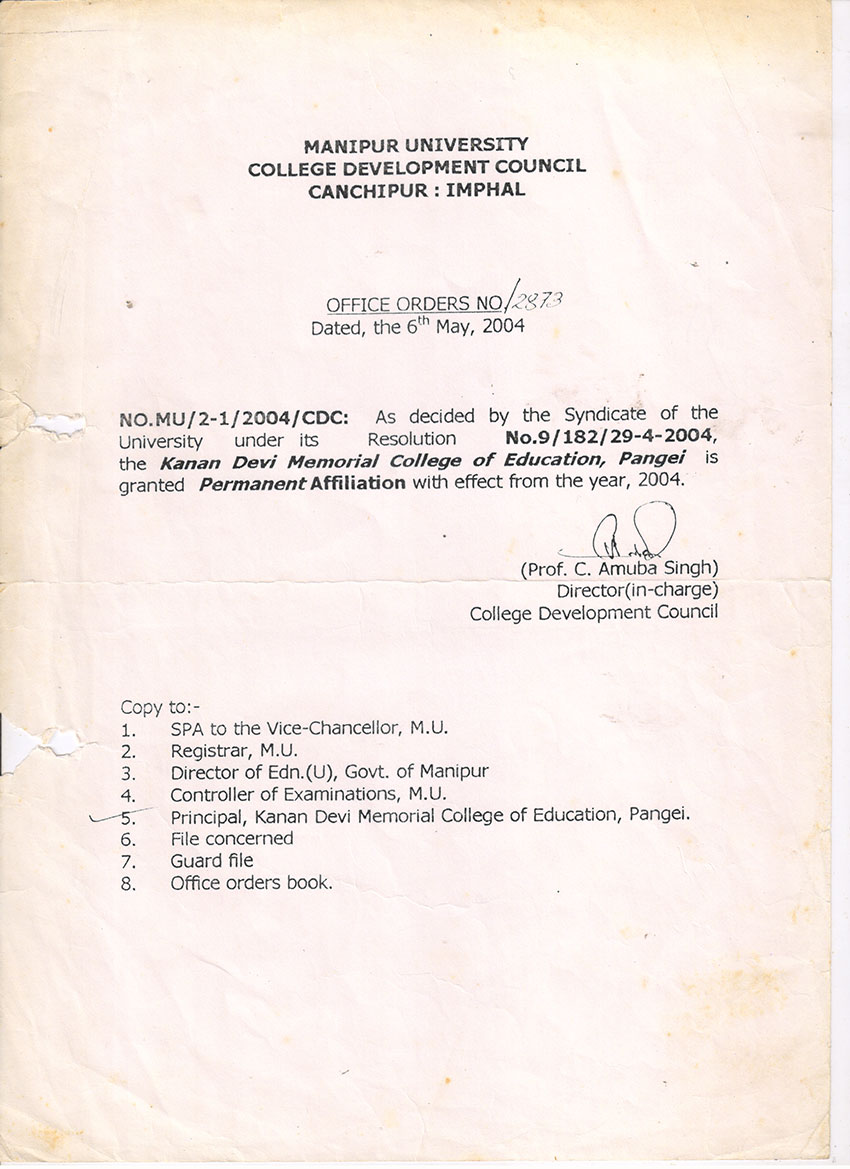 MANIPUR UNIVERSITY
COLLEGE DEVELOPMENT COUNCIL
CANCHIPUR : IMPHAL
OFFICE ORDERS NO/2873
Dated, the 6th May, 2004
NO.MU/2-1/2004/CDC: As decided by the Syndicate of the
University under its Resolution No.9/182/29-4-2004,
the Kanan Devi Memorial College of Education, Pangei is
granted Permanent Affiliation with effect from the year, 2004.
(Prof. C. Amuba Singh)
Director(in-charge)
College Development Council
Copy to:-
1. SPA to the Vice-Chancellor, M.U.
2. Registrar, M.U.
3. Director of Edn.(U), Govt. of Manipur
4. Controller of Examinations, M.U.
5. Principal, Kanan Devi Memorial College of Education, Pangei.
6. File concerned
7. Guard file
8. Office orders book.